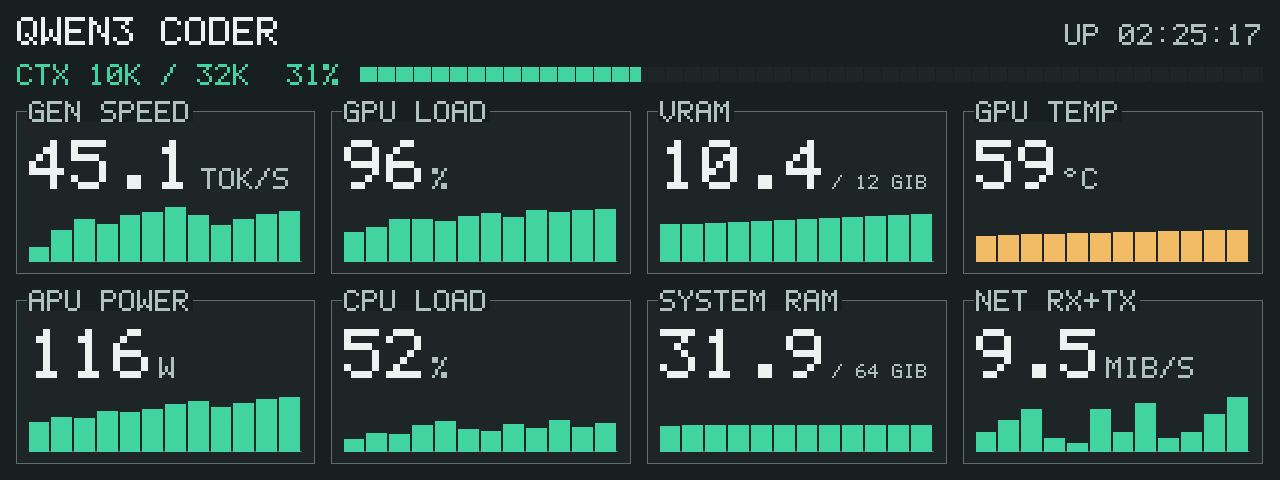 QWEN3 CODER
UP 02:25:17
CTX 10K / 32K 31%
GEN SPEED
45.1 TOK/S
GPU LOAD
96 %
VRAM
10.4 / 12 GIB
GPU TEMP
59 °C
APU POWER
116 W
CPU LOAD
52 %
SYSTEM RAM
31.9 / 64 GIB
NET RX+TX
9.5 MIB/S